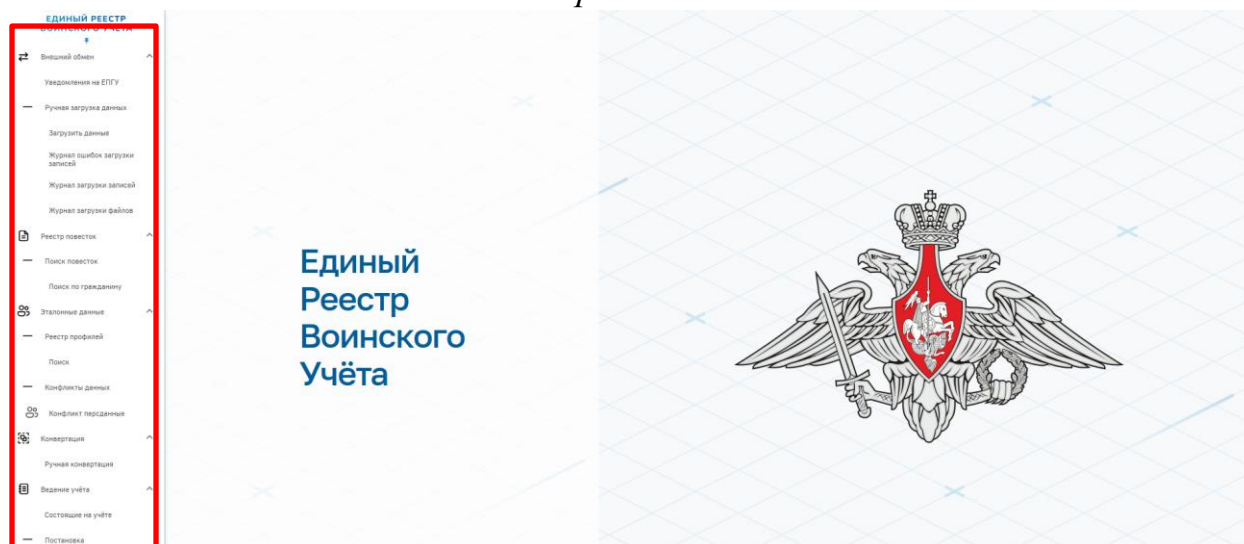 ЕДИНЫЙ РЕЕСТР
ВОИНСКОГО УЧЁТА
Внешний обмен
Уведомления на ЕПГУ
Ручная загрузка данных
Загрузить данные
Журнал ошибок загрузки
записей
Журнал загрузки записей
Журнал загрузки файлов
Реестр повесток
Поиск повесток
Поиск по гражданину
Эталонные данные
Реестр профилей
Поиск
Конфликты данных
Конфликт персданные
Конвертация
Ручная конвертация
Ведение учёта
Состоящие на учёте
Постановка
Единый
Реестр
Воинского
Учёта